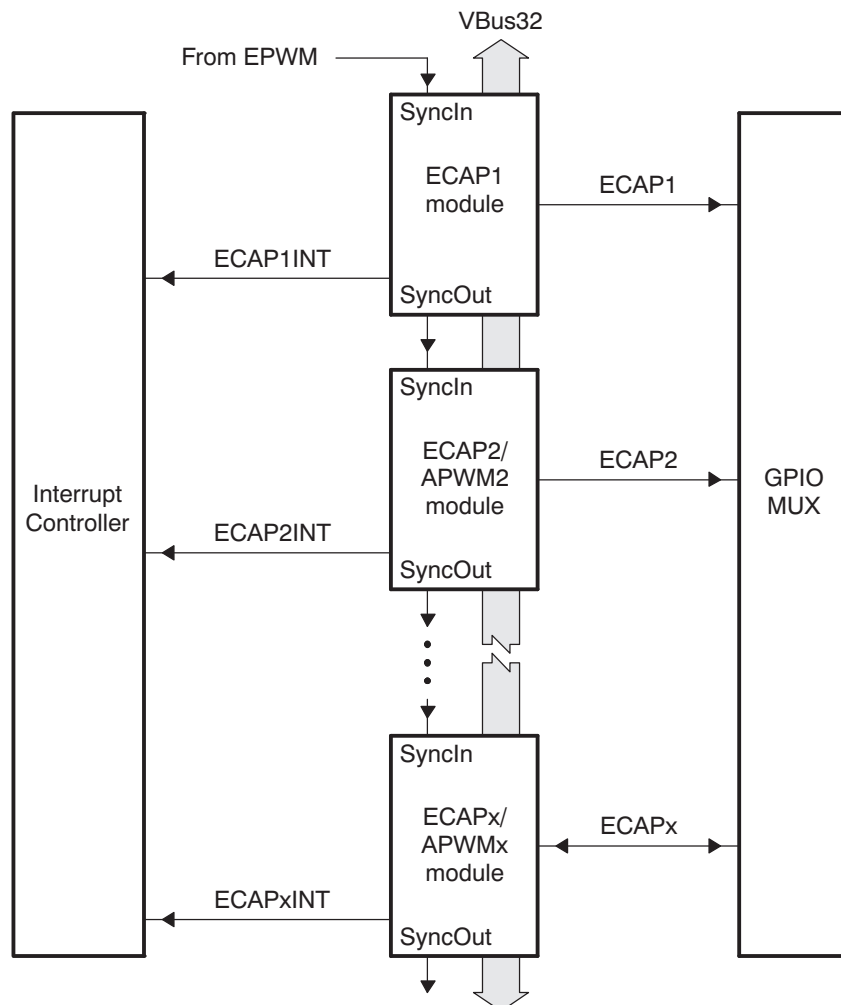 VBus32
From EPWM
SyncIn
ECAP1
module
ECAP1
ECAP1INT
SyncOut
SyncIn
ECAP2/
APWM2
module
ECAP2
Interrupt
Controller
GPIO
MUX
ECAP2INT
SyncOut
SyncIn
ECAPx/
APWMx
module
ECAPx
ECAPxINT
SyncOut